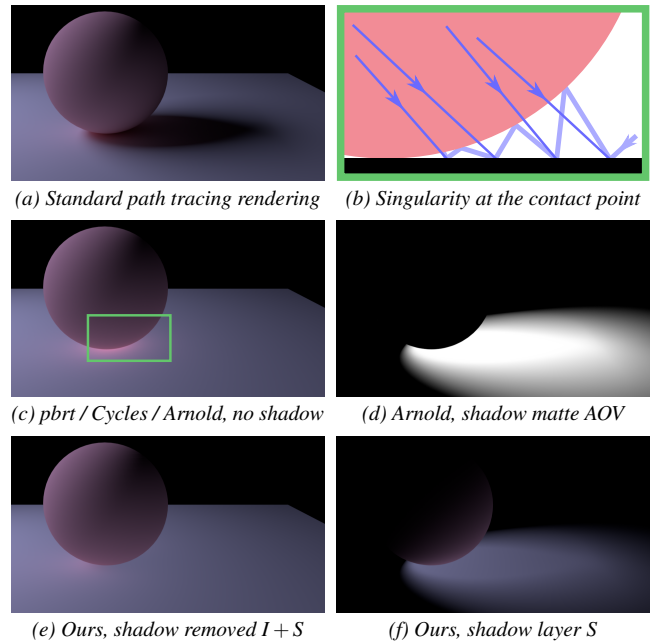 (a) Standard path tracing rendering
(b) Singularity at the contact point
(c) pbrt / Cycles / Arnold, no shadow
(d) Arnold, shadow matte AOV
(e) Ours, shadow removed I + S
(f) Ours, shadow layer S